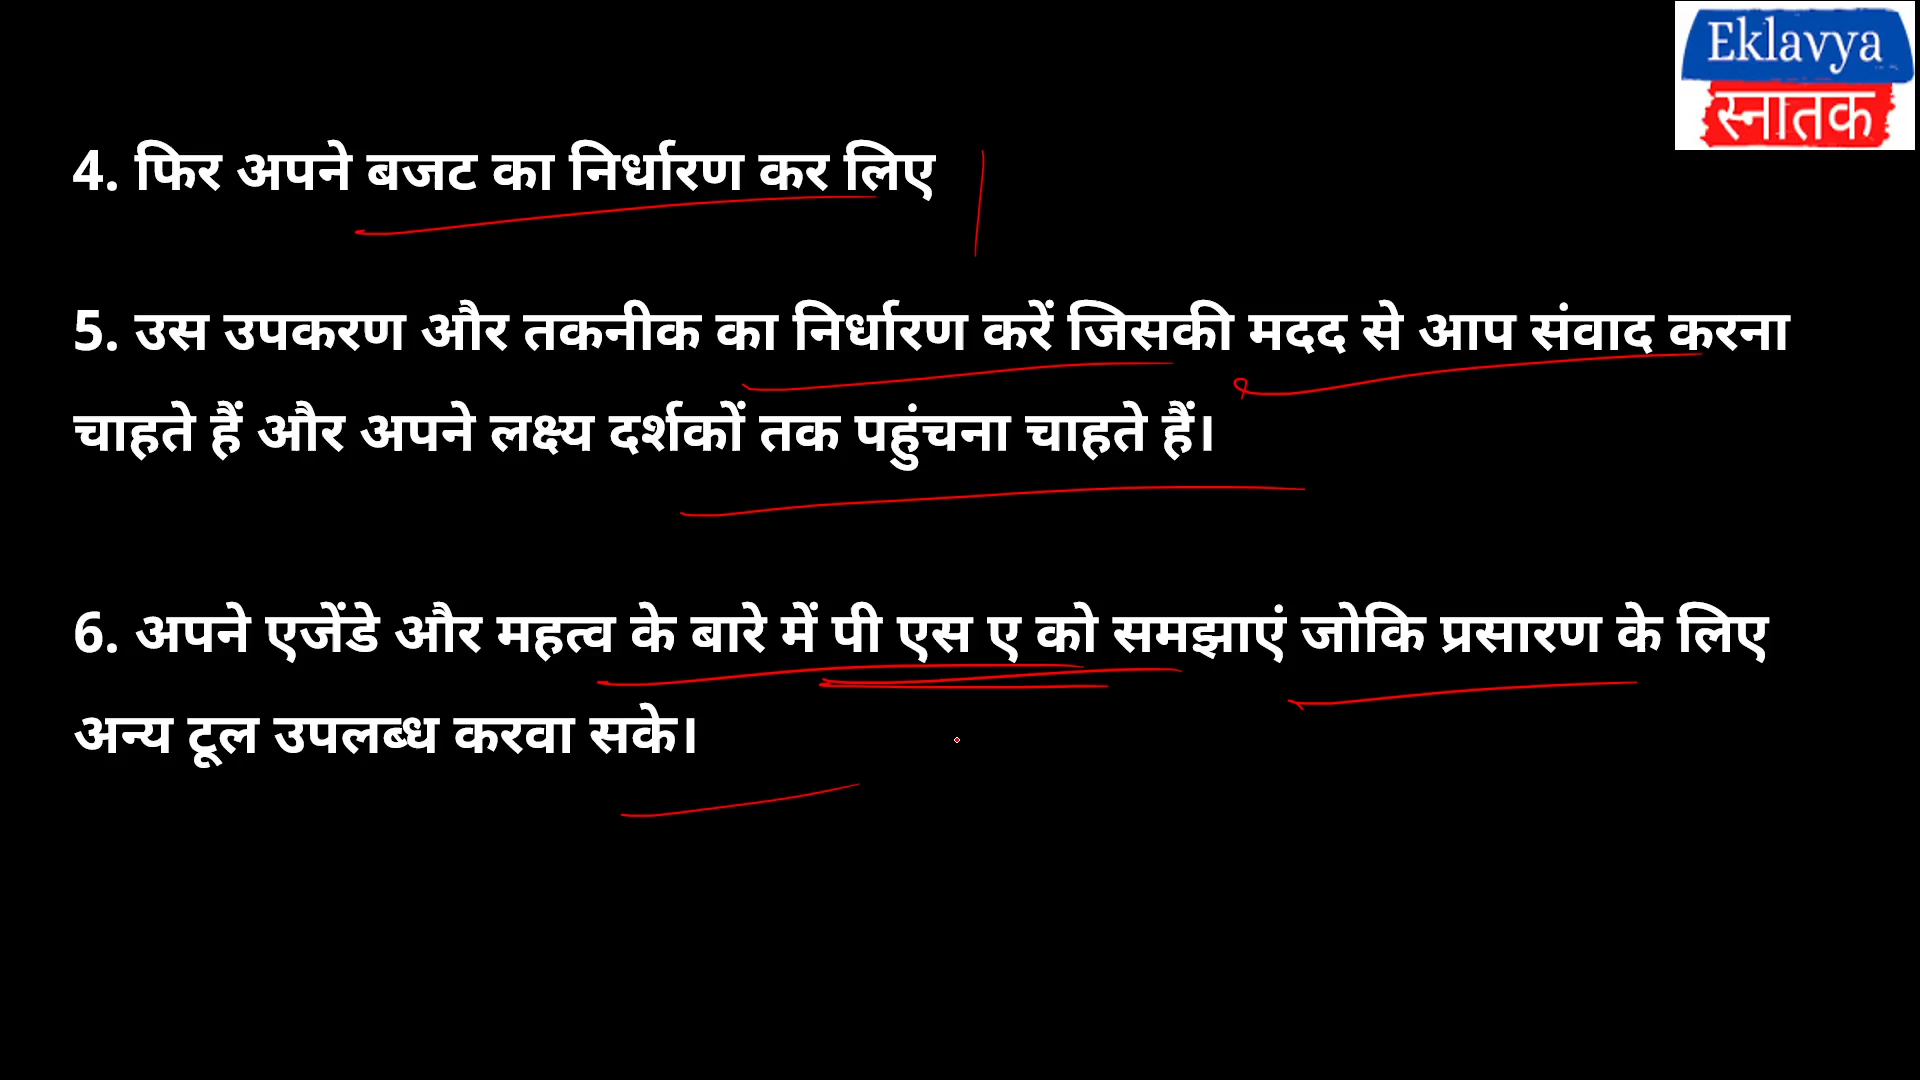 Eklavya
स्नातक
4. फिर अपने बजट का निर्धारण कर लिए
5. उस उपकरण और तकनीक का निर्धारण करें जिसकी मदद से आप संवाद करना
चाहते हैं और अपने लक्ष्य दर्शकों तक पहुंचना चाहते हैं।
6. अपने एजेंडे और महत्व के बारे में पी एस ए को समझाएं जोकि प्रसारण के लिए
अन्य टूल उपलब्ध करवा सके।